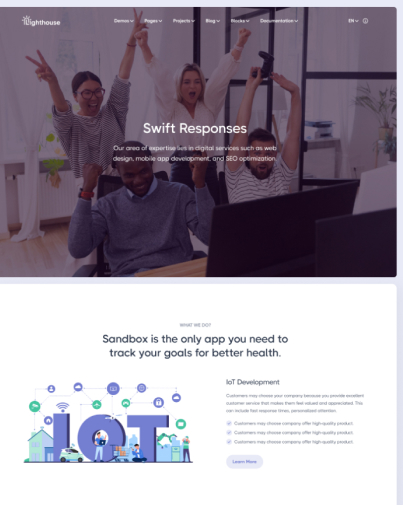 Lighthouse
Demos Pages Projects Blog Blocks Documentation EN
Swift Responses
Our area of expertise lies in digital services such as web
design, mobile app development, and SEO optimization.
WHAT WE DO?
Sandbox is the only app you need to
track your goals for better health.
IoT
IoT Development
Customers may choose your company because you provide excellent
customer service that makes them feel valued and appreciated. This
can include fast response times, personalized attention.
Customers may choose company offer high-quality product.
Customers may choose company offer high-quality product.
Customers may choose company offer high-quality product.
Learn More